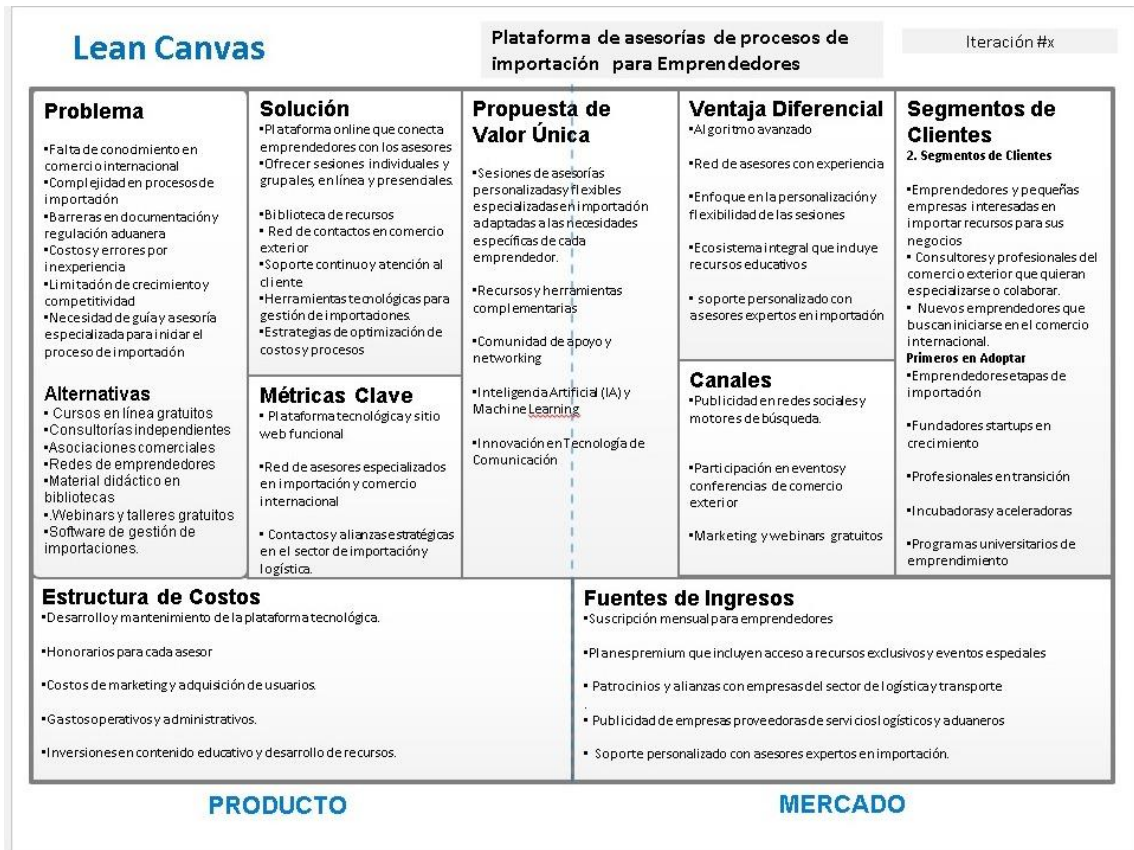 Lean Canvas
Plataforma de asesorías de procesos de
importación para Emprendedores
Iteración #x
Problema
•Falta de conocimiento en
comercio internacional
•Complejidad en procesos de
importación
•Barreras en documentación y
regulación aduanera
•Costos y errores por
inexperiencia
•Limitación de crecimiento y
competitividad
•Necesidad de guía y asesoría
especializada para iniciar el
proceso de importación
Alternativas
• Cursos en línea gratuitos
•Consultorías independientes
•Asociaciones comerciales
•Redes de emprendedores
•Material didáctico en
bibliotecas
•.Webinars y talleres gratuitos
•Software de gestión de
importaciones.
Solución
•Plataforma online que conecta
emprendedores con los asesores
•Ofrecer sesiones individuales y
grupales, en línea y presenciales.
•Biblioteca de recursos
• Red de contactos en comercio
exterior
•Soporte continuo y atención al
cliente
•Herramientas tecnológicas para
gestión de importaciones.
•Estrategias de optimización de
costos y procesos
Métricas Clave
• Plataforma tecnológica y sitio
web funcional
•Red de asesores especializados
en importación y comercio
internacional
• Contactos y alianzas estratégicas
en el sector de importación y
logística.
Propuesta de
Valor Única
•Sesiones de asesorías
personalizadas y flexibles
especializadas en importación
adaptadas a las necesidades
específicas de cada
emprendedor.
•Recursos y herramientas
complementarias
•Comunidad de apoyo y
networking
•Inteligencia Artificial (IA) y
Machine Learning
•Innovación en Tecnología de
Comunicación
Ventaja Diferencial
•Algoritmo avanzado
•Red de asesores con experiencia
•Enfoque en la personalización y
flexibilidad de las sesiones
•Ecosistema integral que incluye
recursos educativos
• soporte personalizado con
asesores expertos en importación
Canales
•Publicidad en redes sociales y
motores de búsqueda.
•Participación en eventos y
conferencias de comercio
exterior
•Marketing y webinars gratuitos
Segmentos de
Clientes
2. Segmentos de Clientes
•Emprendedores y pequeñas
empresas interesadas en
importar recursos para sus
negocios
• Consultores y profesionales del
comercio exterior que quieran
especializarse o colaborar.
• Nuevos emprendedores que
buscan iniciarse en el comercio
internacional.
Primeros en Adoptar
•Emprendedores etapas de
importación
•Fundadores startups en
crecimiento
•Profesionales en transición
•Incubadoras y aceleradoras
•Programas universitarios de
emprendimiento
Estructura de Costos
•Desarrollo y mantenimiento de la plataforma tecnológica.
•Honorarios para cada asesor
•Costos de marketing y adquisición de usuarios.
•Gastos operativos y administrativos.
•Inversiones en contenido educativo y desarrollo de recursos.
Fuentes de Ingresos
•Suscripción mensual para emprendedores
•Planes premium que incluyen acceso a recursos exclusivos y eventos especiales
• Patrocinios y alianzas con empresas del sector de logística y transporte
.
• Publicidad de empresas proveedoras de servicios logísticos y aduaneros
• Soporte personalizado con asesores expertos en importación.
PRODUCTO
MERCADO